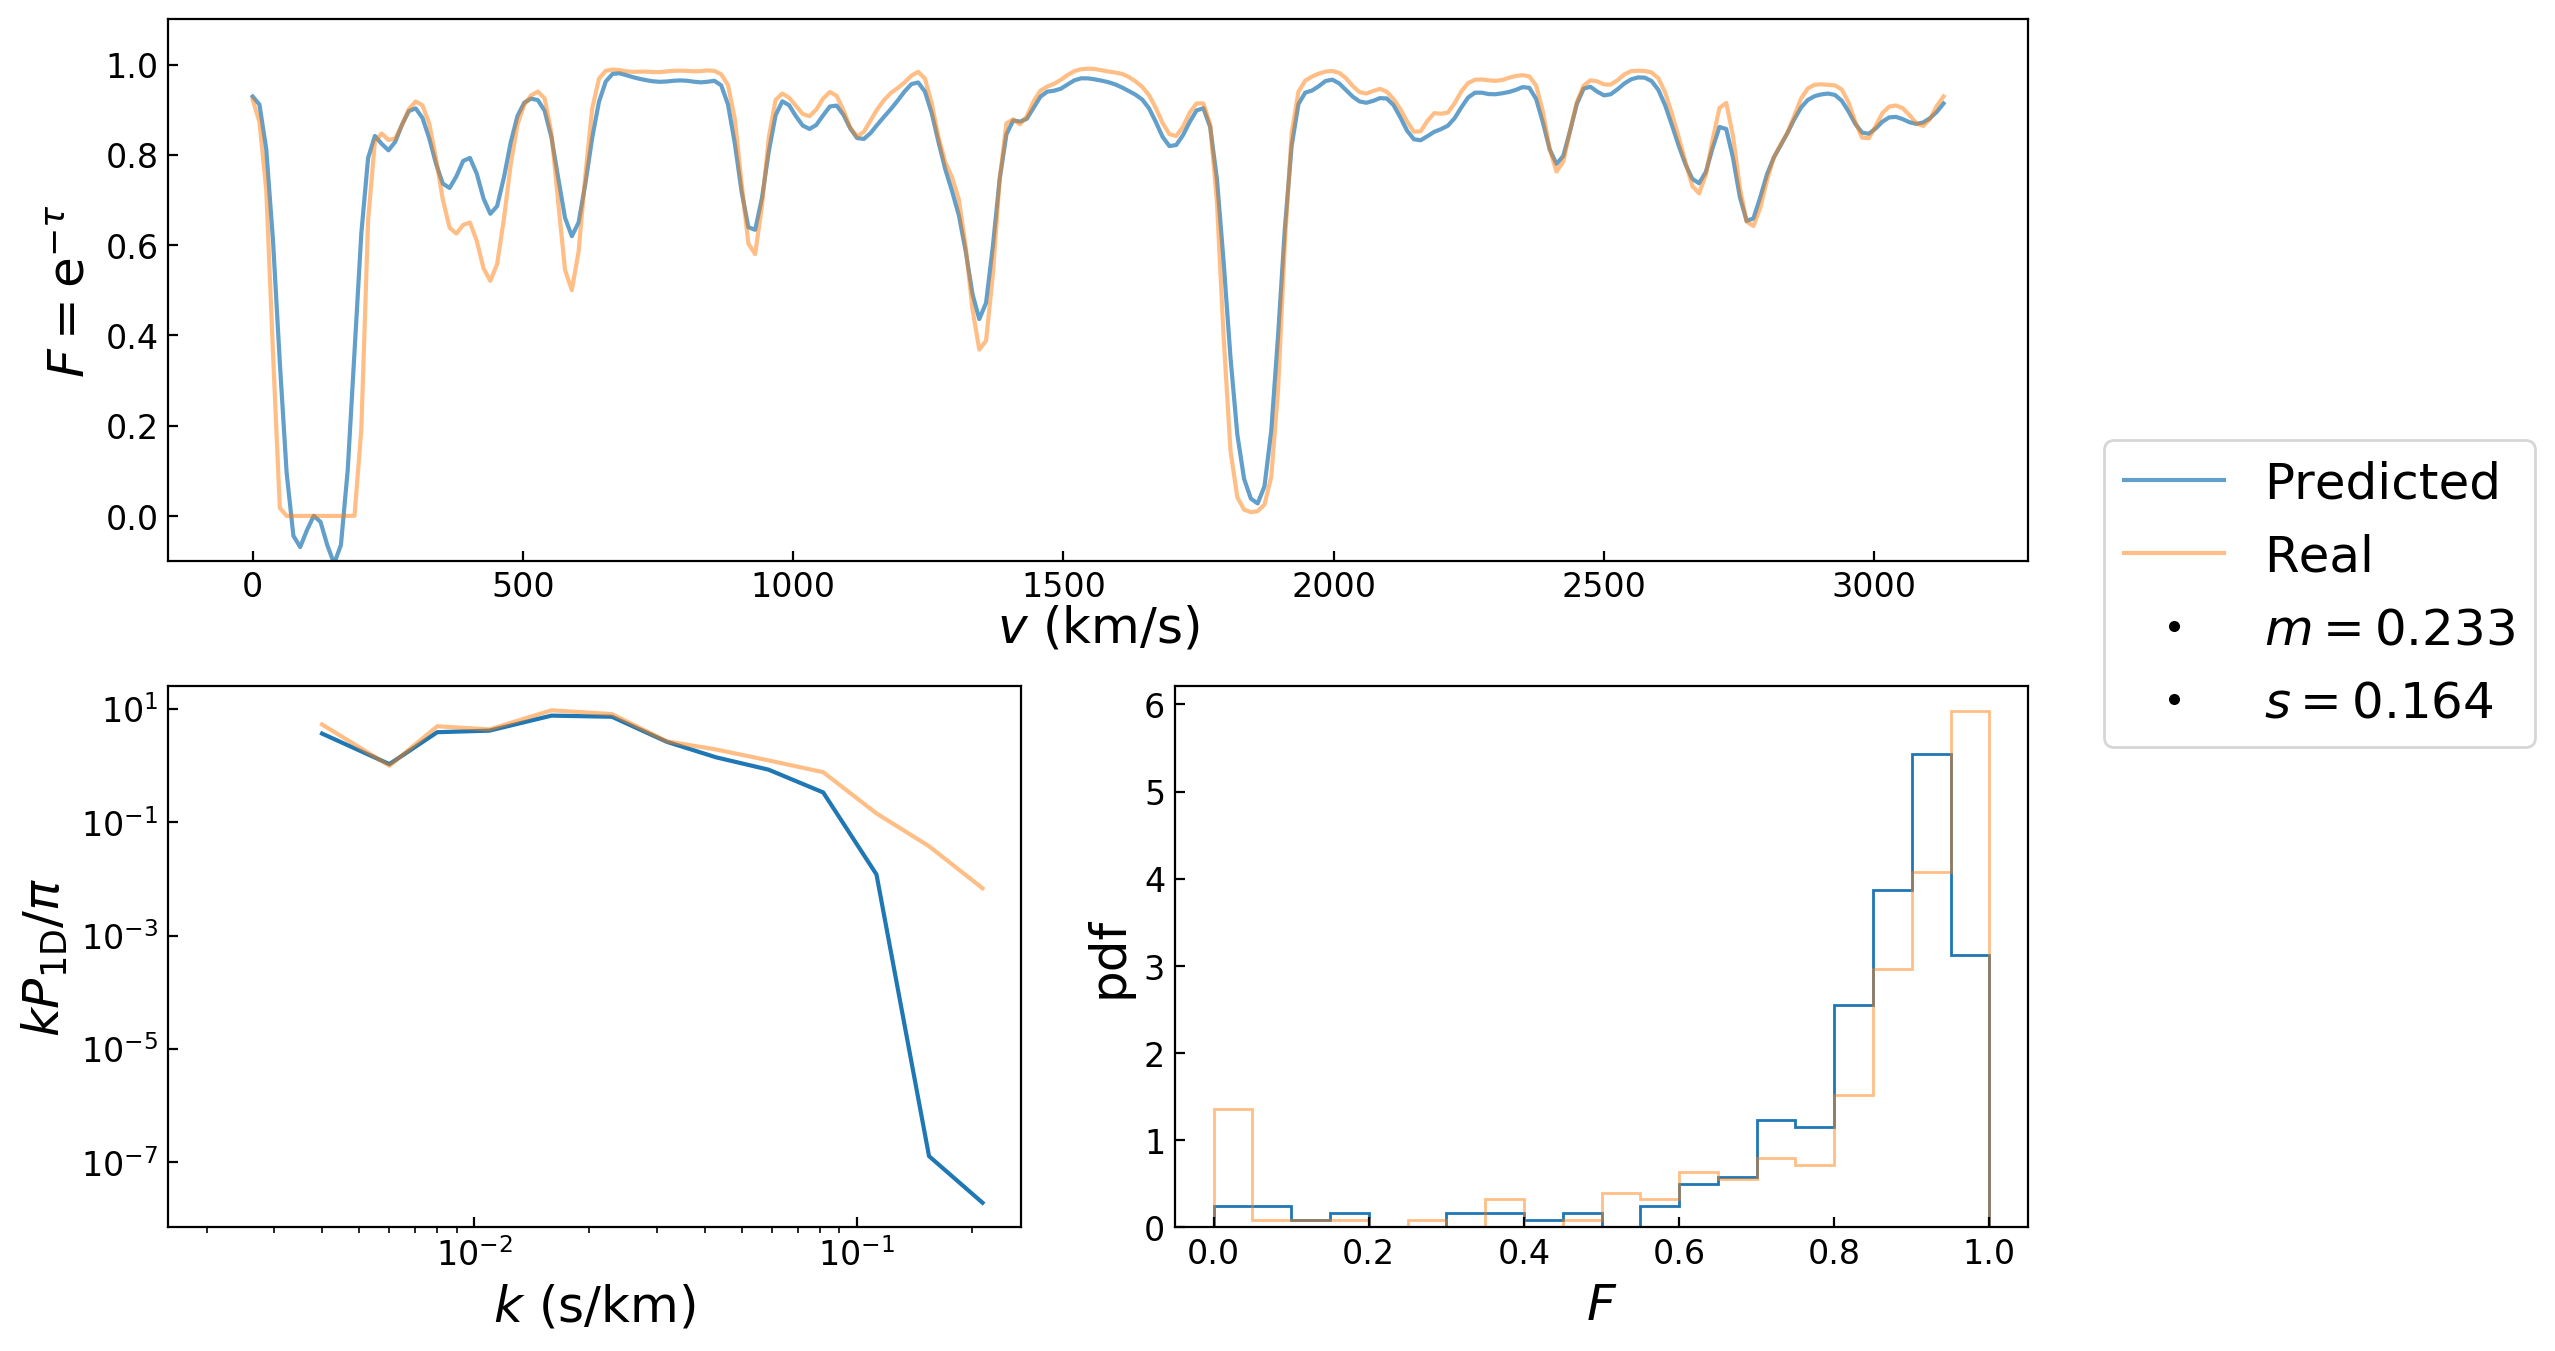 1.0
0.8
0.6
0.4
0.2
0.0
F = e^{−τ}
0 500 1000 1500 2000 2500 3000
v (km/s)
Predicted
Real
m = 0.233
s = 0.164
10^1
10^{−1}
10^{−3}
10^{−5}
10^{−7}
kP_{1D}/π
10^{−2} 10^{−1}
k (s/km)
6
5
4
3
2
1
0
pdf
0.0 0.2 0.4 0.6 0.8 1.0
F